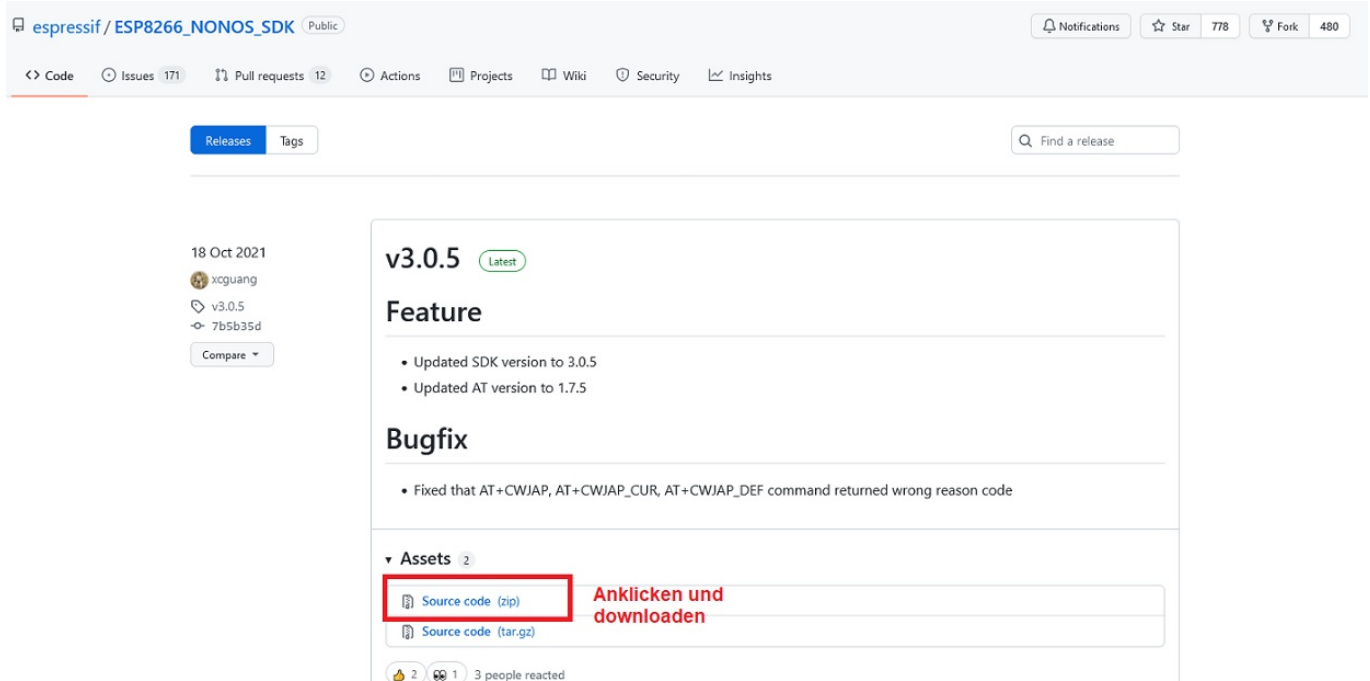 espressif / ESP8266_NONOS_SDK Public
Notifications Star 778 Fork 480
Code Issues 171 Pull requests 12 Actions Projects Wiki Security Insights
Releases Tags
Find a release
18 Oct 2021
xcguang
v3.0.5
7b5b35d
Compare
v3.0.5 Latest
Feature
• Updated SDK version to 3.0.5
• Updated AT version to 1.7.5
Bugfix
• Fixed that AT+CWJAP, AT+CWJAP_CUR, AT+CWJAP_DEF command returned wrong reason code
Assets 2
Source code (zip)
Anklicken und
downloaden
Source code (tar.gz)
2 1 3 people reacted